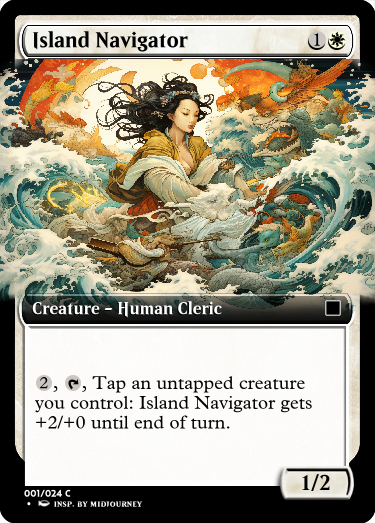 Island Navigator 1
Creature – Human Cleric
2, , Tap an untapped creature
you control: Island Navigator gets
+2/+0 until end of turn.
1/2
001/024 C
• INSP. BY MIDJOURNEY